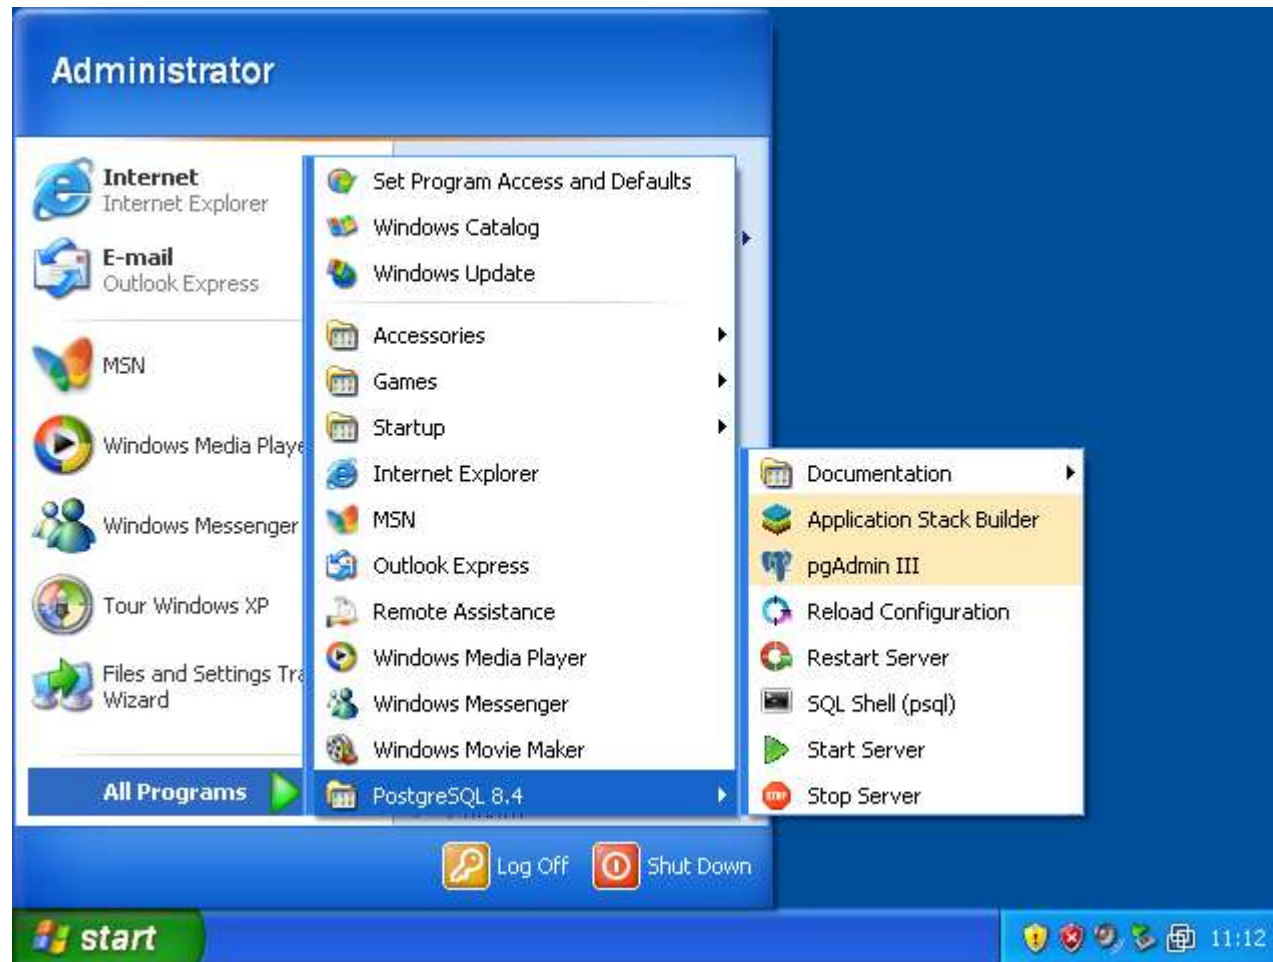 Administrator
Internet
Internet Explorer
E-mail
Outlook Express
MSN
Windows Media Playe
Windows Messenger
Tour Windows XP
Files and Settings Tra
Wizard
All Programs
Set Program Access and Defaults
Windows Catalog
Windows Update
Accessories
Games
Startup
Internet Explorer
MSN
Outlook Express
Remote Assistance
Windows Media Player
Windows Messenger
Windows Movie Maker
PostgreSQL 8.4
Documentation
Application Stack Builder
pgAdmin III
Reload Configuration
Restart Server
SQL Shell (psql)
Start Server
Stop Server
Log Off
Shut Down
start
11:12